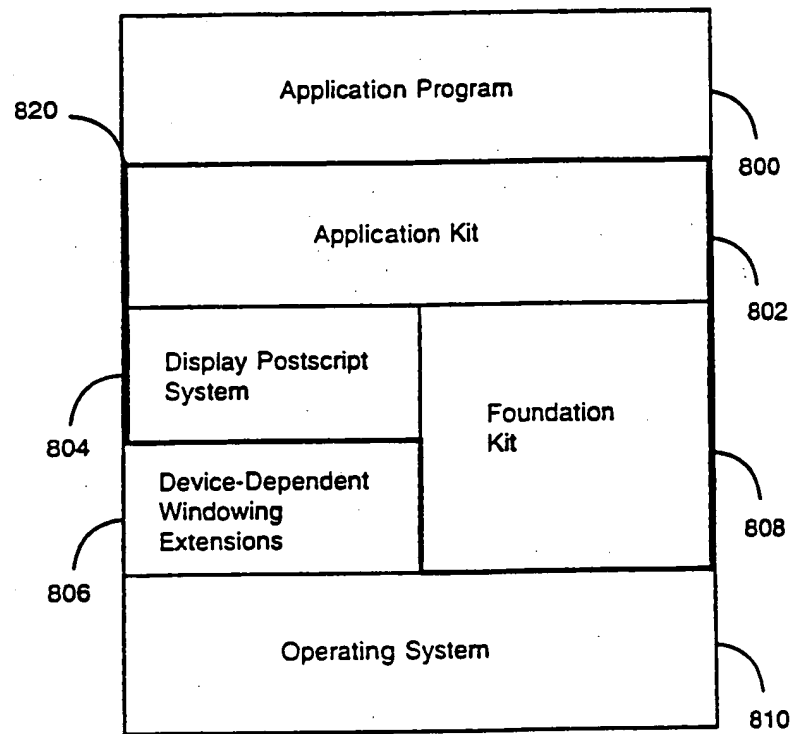 Application Program
820
800
Application Kit
802
Display Postscript
System
Foundation
Kit
804
Device-Dependent
Windowing
Extensions
808
806
Operating System
810